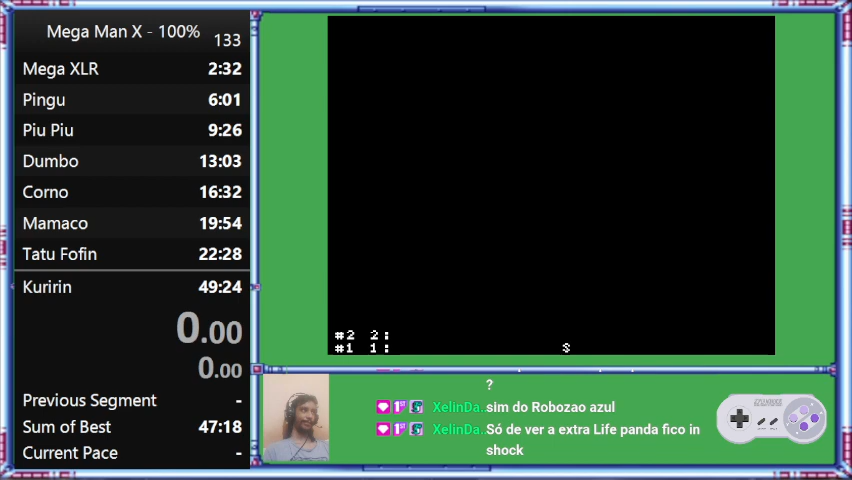 Mega Man X - 100%
133
Mega XLR 2:32
Pingu 6:01
Piu Piu 9:26
Dumbo 13:03
Corno 16:32
Mamaco 19:54
Tatu Fofin 22:28
Kuririn 49:24
0.00
0.00
Previous Segment -
Sum of Best 47:18
Current Pace -
#2 2:
#1 1: S
?
XelinDa.. sim do Robozao azul
XelinDa.. Só de ver a extra Life panda fico in
shock